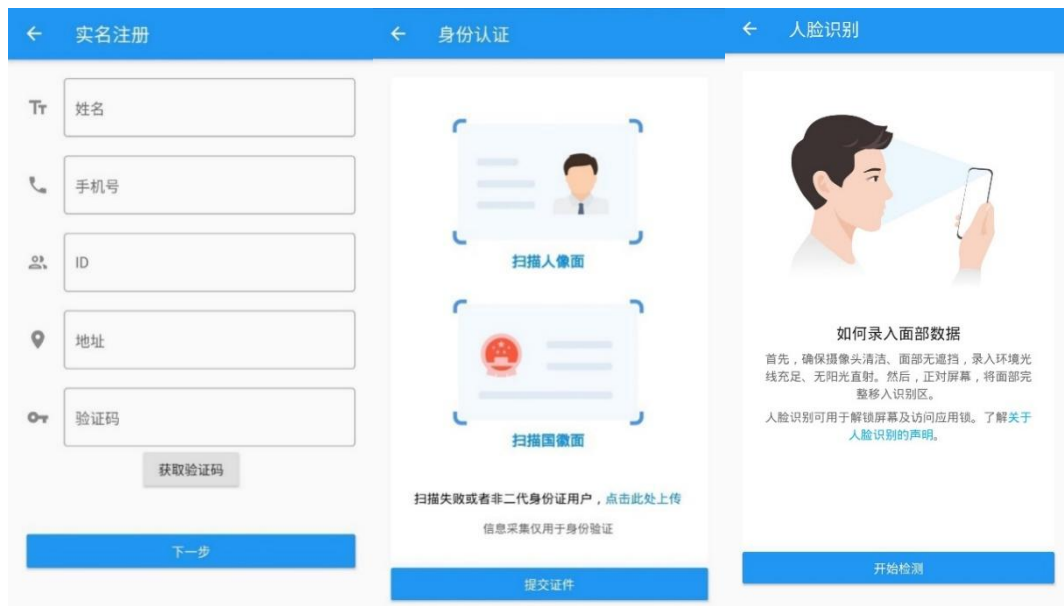 实名注册
姓名
手机号
ID
地址
验证码
获取验证码
下一步
身份认证
扫描人像面
扫描国徽面
扫描失败或者非二代身份证用户，点击此处上传
信息采集仅用于身份验证
提交证件
人脸识别
如何录入面部数据
首先，确保摄像头清洁、面部无遮挡，录入环境光
线充足、无阳光直射。然后，正对屏幕，将面部完
整移入识别区。
人脸识别可用于解锁屏幕及访问应用锁。了解关于
人脸识别的声明。
开始检测